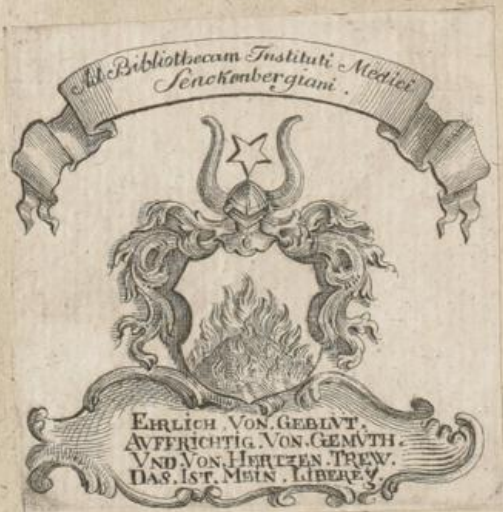 Ad Bibliothecam Instituti Medici
Senckenbergiani.
EHRLICH.VON.GEBLVT.
AVFFRICHTIG.VON.GEMVTH.
VND.VON.HERTZEN.TREW.
DAS.IST.MEIN.LIBEREY.